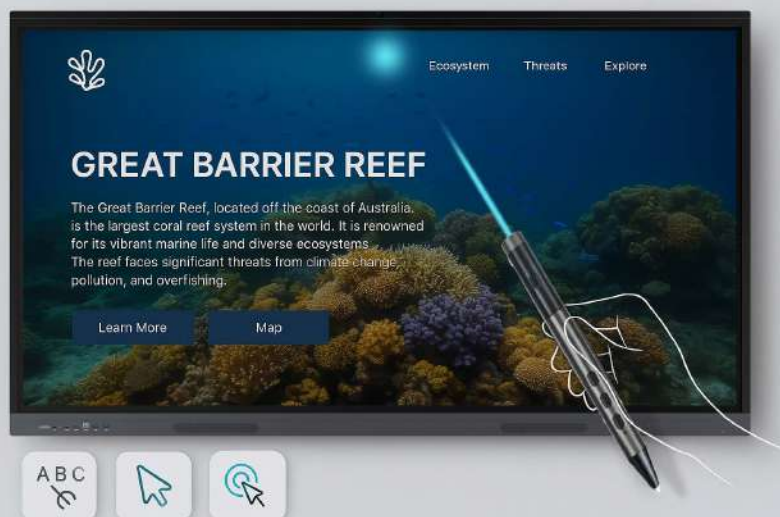 Ecosystem Threats Explore
GREAT BARRIER REEF
The Great Barrier Reef, located off the coast of Australia.
is the largest coral reef system in the world. It is renowned
for its vibrant marine life and diverse ecosystems
The reef faces significant threats from climate change,
pollution, and overfishing.
Learn More Map
A B C